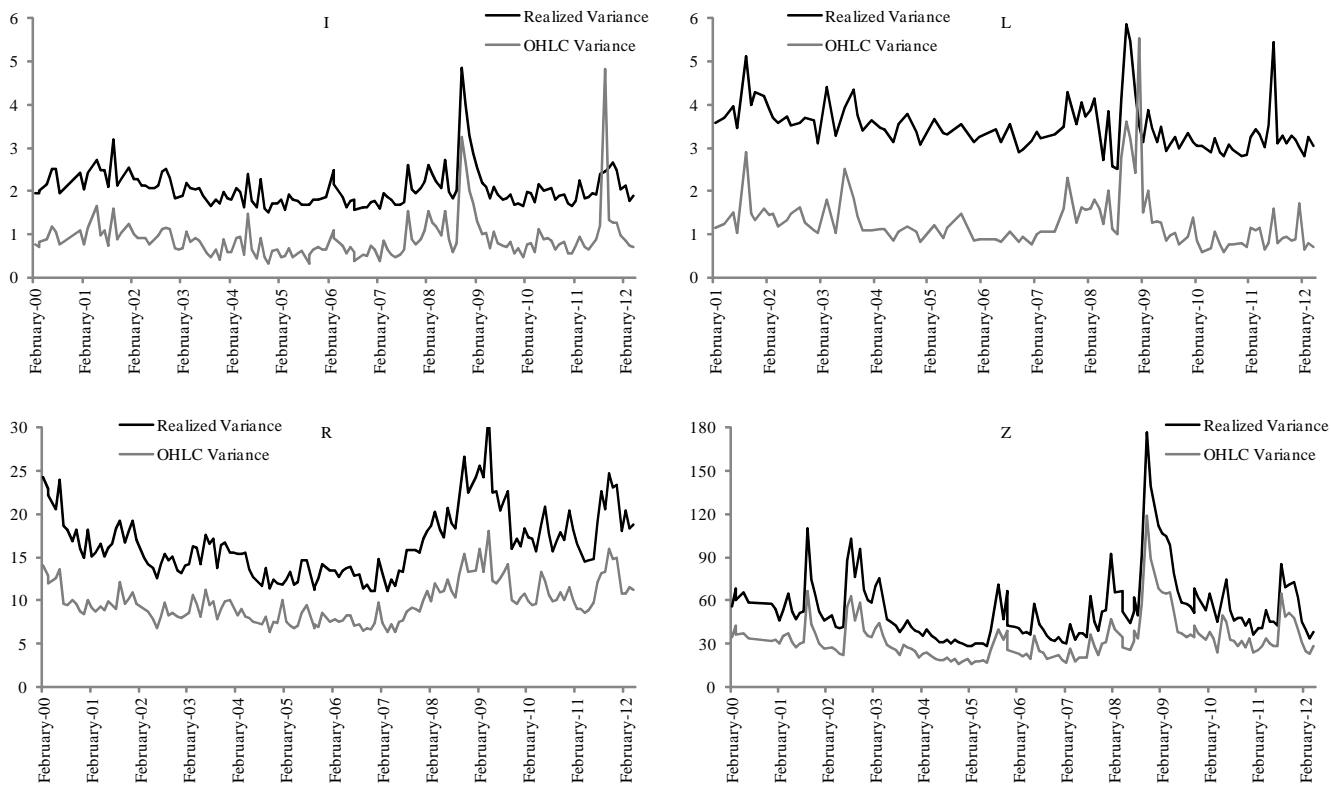 I
Realized Variance
OHLC Variance
6
5
4
3
2
1
0
February-00
February-01
February-02
February-03
February-04
February-05
February-06
February-07
February-08
February-09
February-10
February-11
February-12
L
Realized Variance
OHLC Variance
6
5
4
3
2
1
0
February-01
February-02
February-03
February-04
February-05
February-06
February-07
February-08
February-09
February-10
February-11
February-12
R
Realized Variance
OHLC Variance
30
25
20
15
10
5
0
February-00
February-01
February-02
February-03
February-04
February-05
February-06
February-07
February-08
February-09
February-10
February-11
February-12
Z
Realized Variance
OHLC Variance
180
150
120
90
60
30
0
February-00
February-01
February-02
February-03
February-04
February-05
February-06
February-07
February-08
February-09
February-10
February-11
February-12